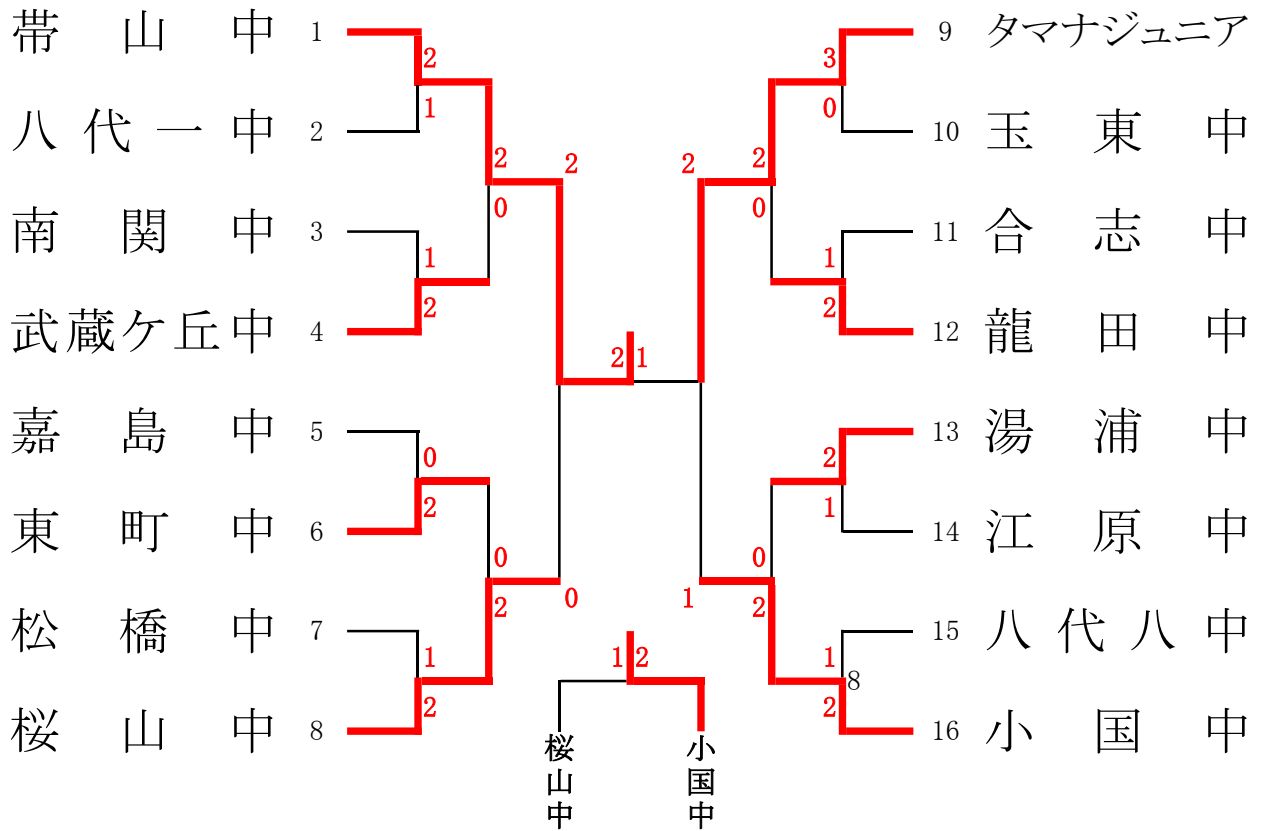 帯山中 1
2
1
八代一中 2
2
0
2
南関中 3
1
2
武蔵ケ丘中 4
嘉島中 5
0
2
東町中 6
0
2
0
松橋中 7
1
2
桜山中 8
2 1
1 2
桜山中
小国中
9 タマナジュニア
3
0
10 玉東中
2
2
0
11 合志中
1
2
12 龍田中
13 湯浦中
2
1
14 江原中
0
2
1
15 八代八中
1
8
2
16 小国中